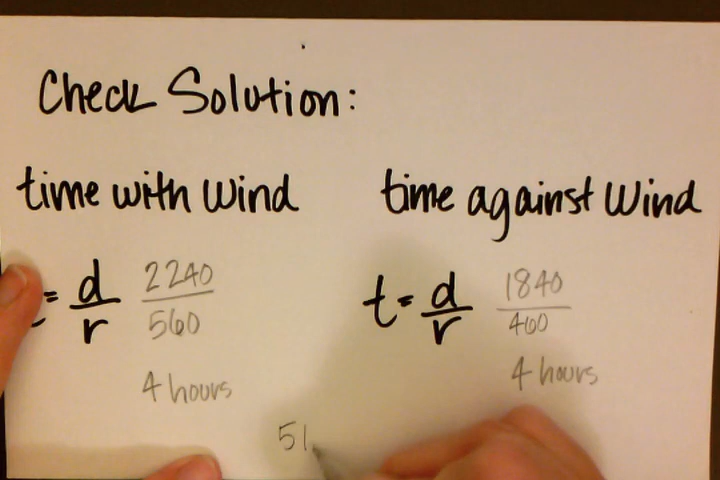 Check Solution:
time with Wind
time against Wind
= d/r 2240/560
t = d/r 1840/460
4 hours
4 hours
51